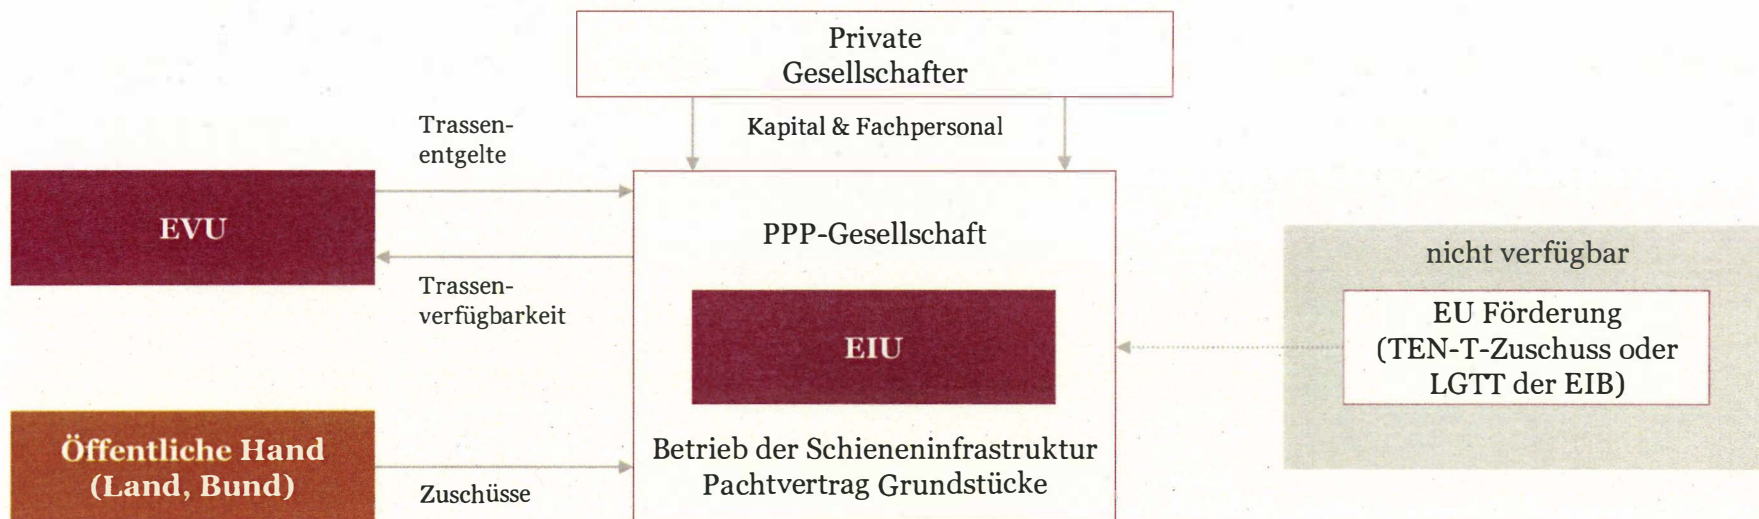 Private
Gesellschafter
Kapital & Fachpersonal
Trassen-
entgelte
EVU
Trassen-
verfügbarkeit
PPP-Gesellschaft
EIU
Betrieb der Schieneninfrastruktur
Pachtvertrag Grundstücke
nicht verfügbar
EU Förderung
(TEN-T-Zuschuss oder
LGTT der EIB)
Öffentliche Hand
(Land, Bund)
Zuschüsse